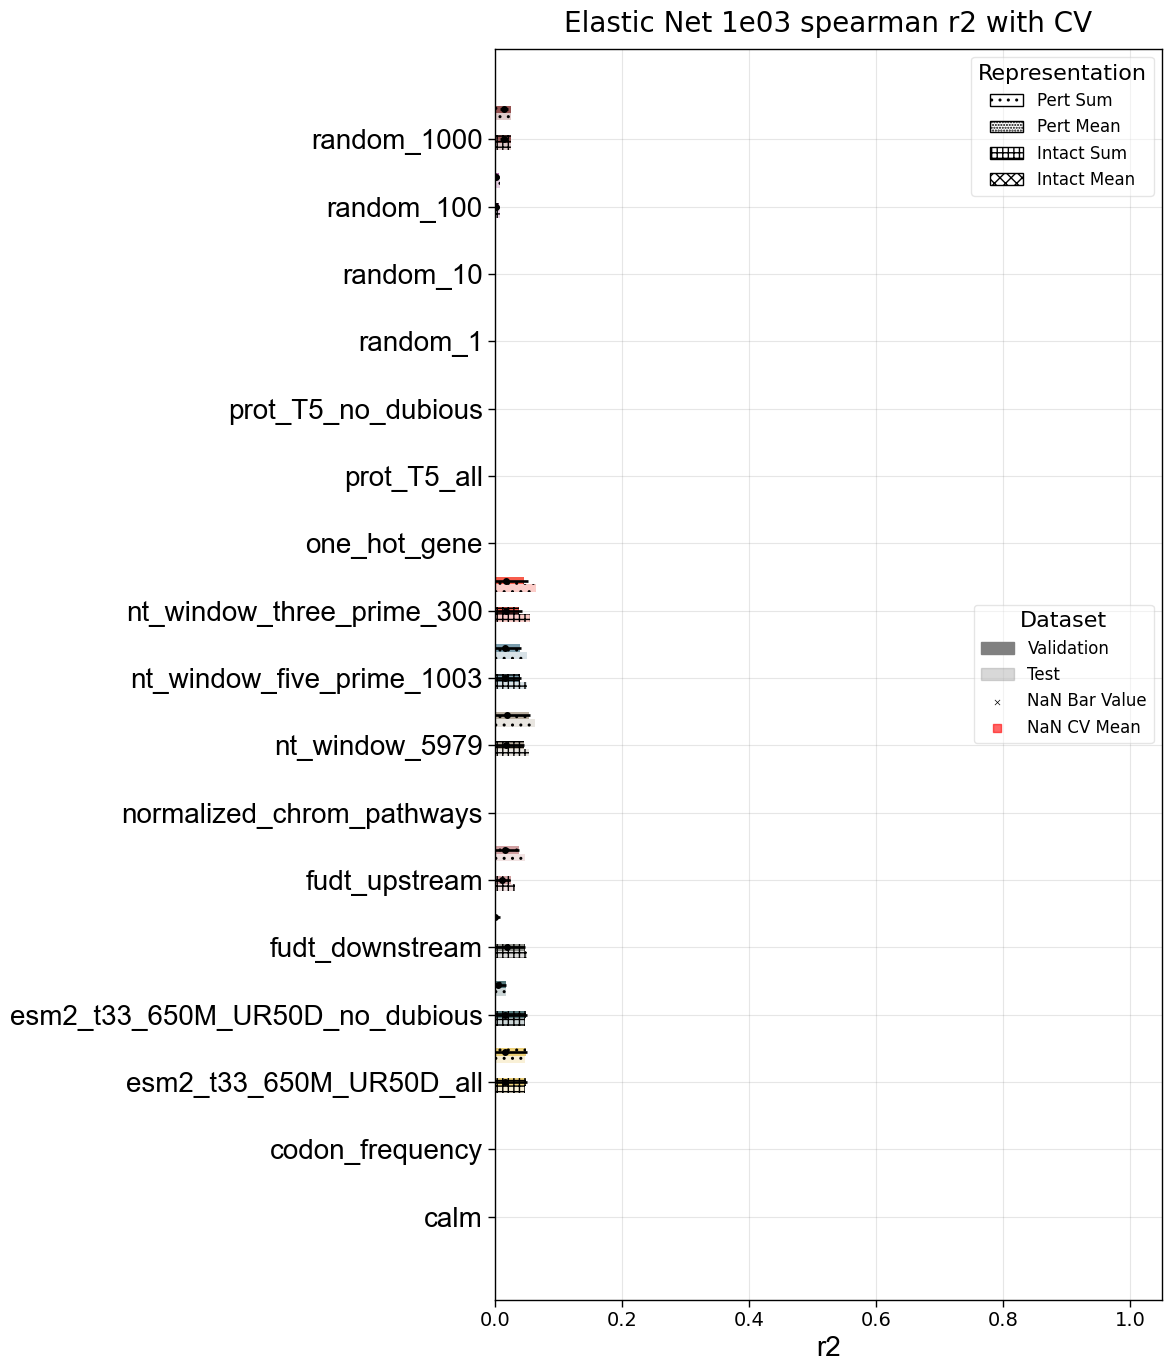 Elastic Net 1e03 spearman r2 with CV
Representation
Pert Sum
Pert Mean
Intact Sum
Intact Mean
random_1000
random_100
random_10
random_1
prot_T5_no_dubious
prot_T5_all
one_hot_gene
nt_window_three_prime_300
nt_window_five_prime_1003
nt_window_5979
normalized_chrom_pathways
fudt_upstream
fudt_downstream
esm2_t33_650M_UR50D_no_dubious
esm2_t33_650M_UR50D_all
codon_frequency
calm
Dataset
Validation
Test
NaN Bar Value
NaN CV Mean
0.0 0.2 0.4 0.6 0.8 1.0
r2